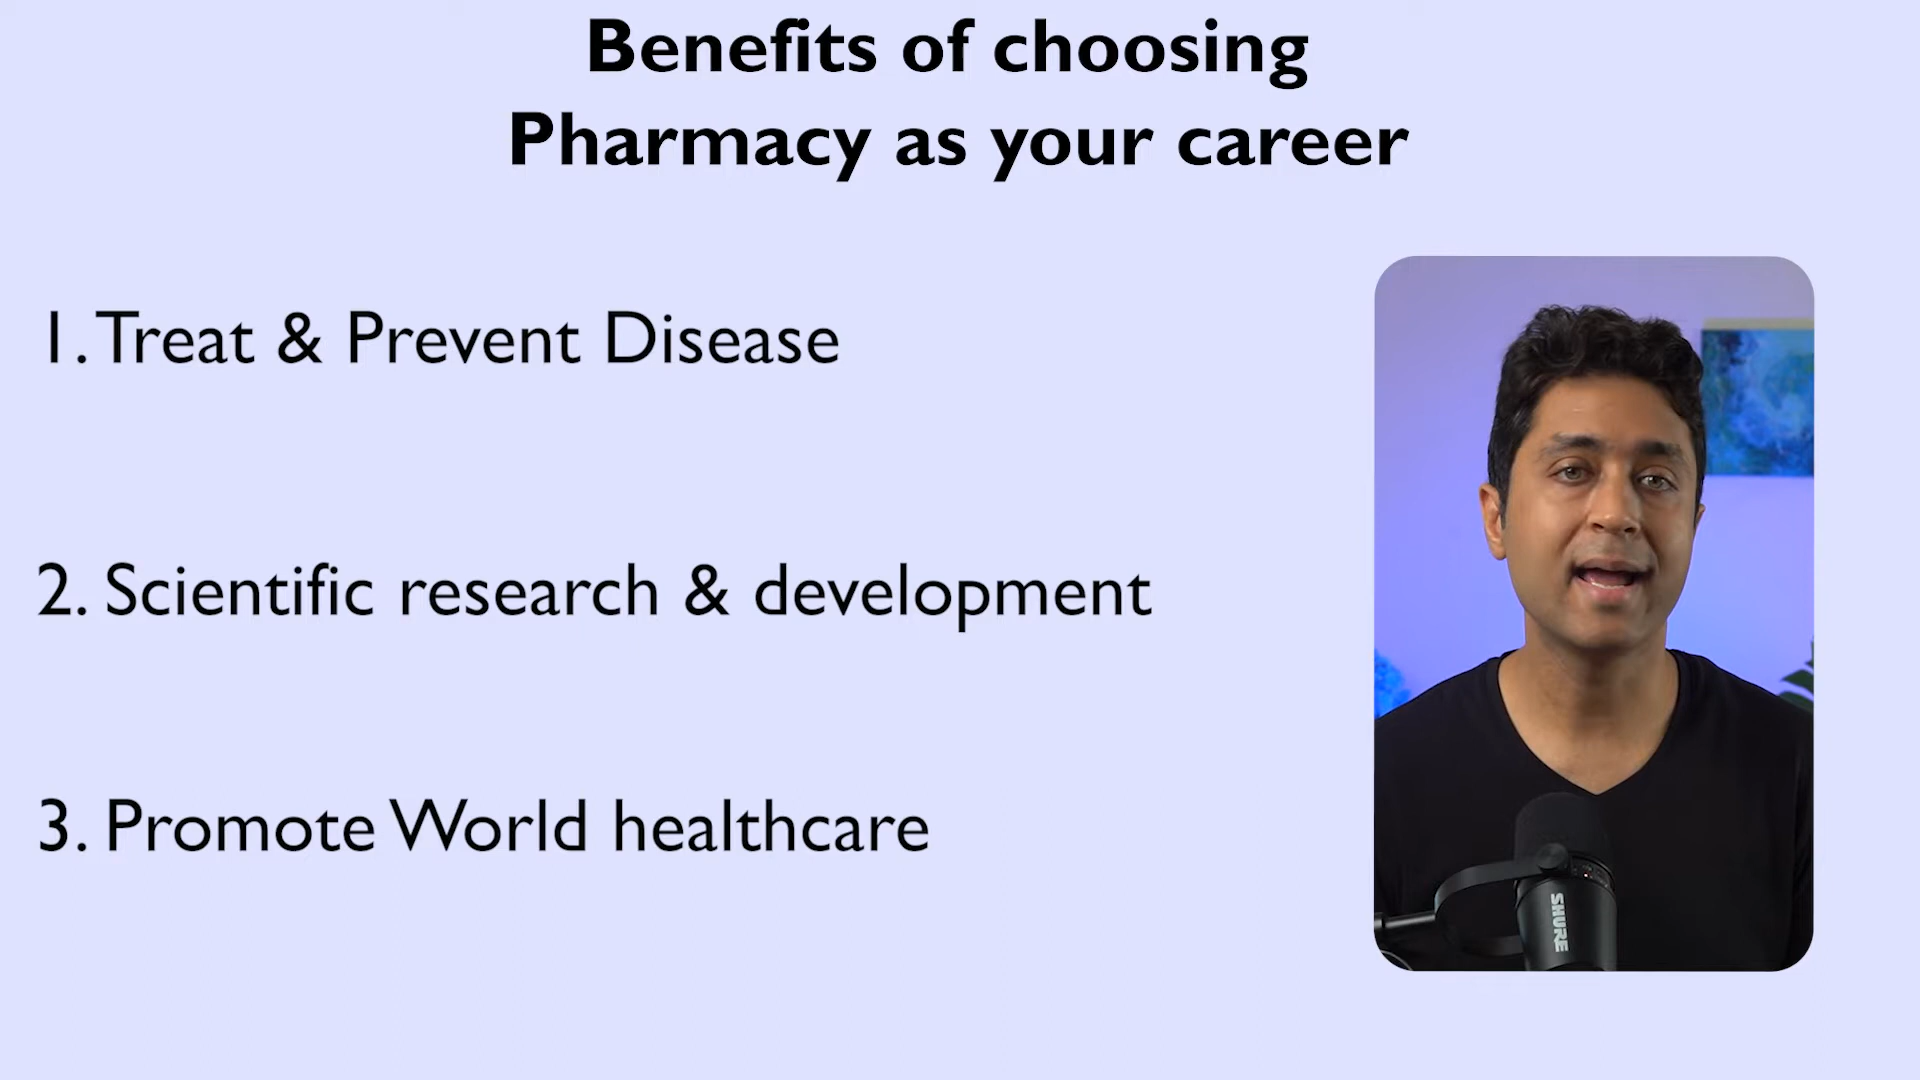 Benefits of choosing
Pharmacy as your career
1. Treat & Prevent Disease
2. Scientific research & development
3. Promote World healthcare
SHURE